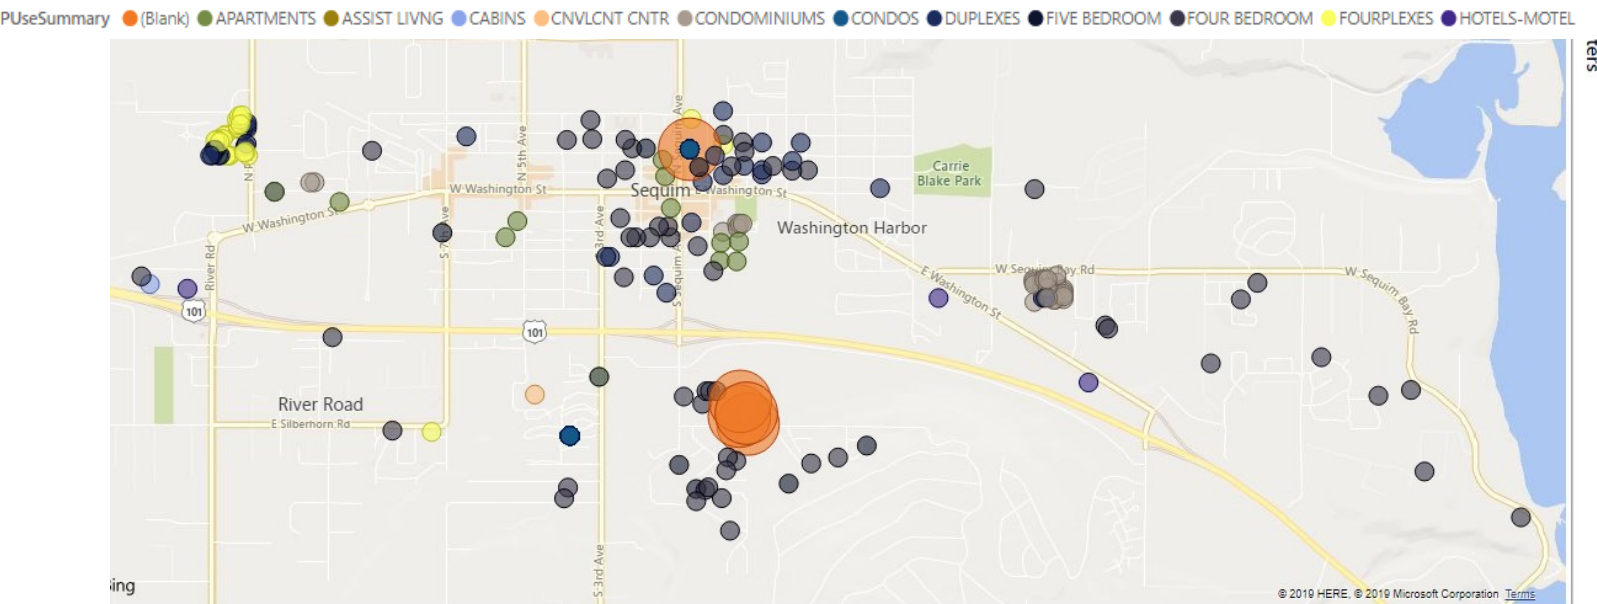 PUseSummary (Blank) APARTMENTS ASSIST LIVNG CABINS CNVLCNT CNTR CONDOMINIUMS CONDOS DUPLEXES FIVE BEDROOM FOUR BEDROOM FOURPLEXES HOTELS-MOTEL
ters
S Sequim Ave
N 5th Ave
Carrie
Blake Park
W Washington St
Sequim
E Washington St
W Washington St
Washington Harbor
3rd Ave
River Rd
W Sequim Bay Rd
W Sequim Bay Rd
E Washington St
101
101
River Road
E Silberhorn Rd
S 3rd Ave
ing
© 2019 HERE, © 2019 Microsoft Corporation Terms